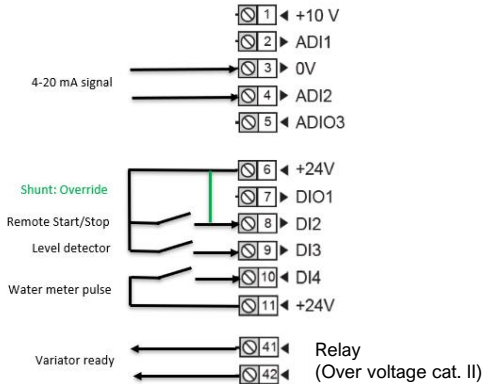 1 +10 V
2 ADI1
4-20 mA signal
3 0V
4 ADI2
5 ADIO3
6 +24V
Shunt: Override
7 DIO1
Remote Start/Stop
8 DI2
Level detector
9 DI3
10 DI4
Water meter pulse
11 +24V
41 Relay
Variator ready
42 (Over voltage cat. II)